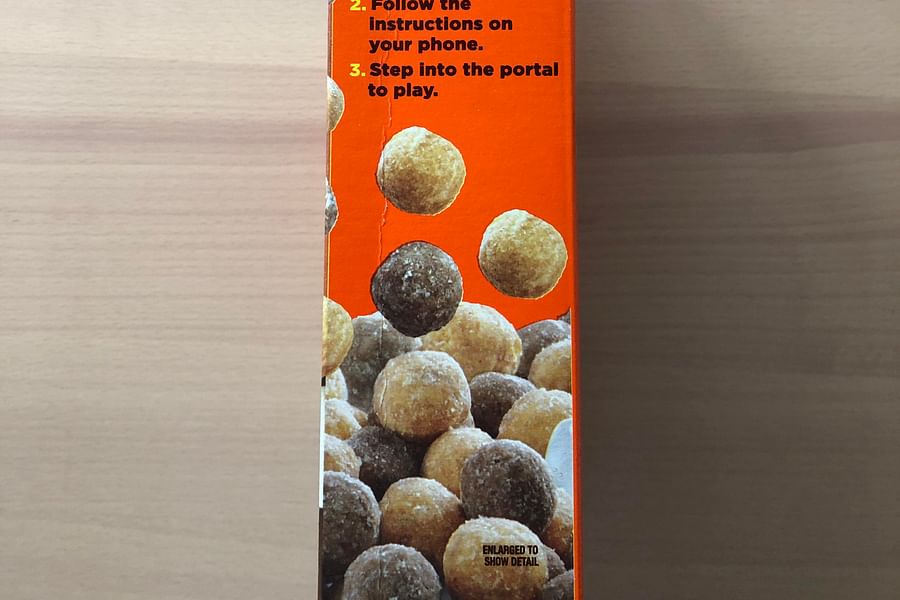 2. Follow the
instructions on
your phone.
3. Step into the portal
to play.
ENLARGED TO
SHOW DETAIL